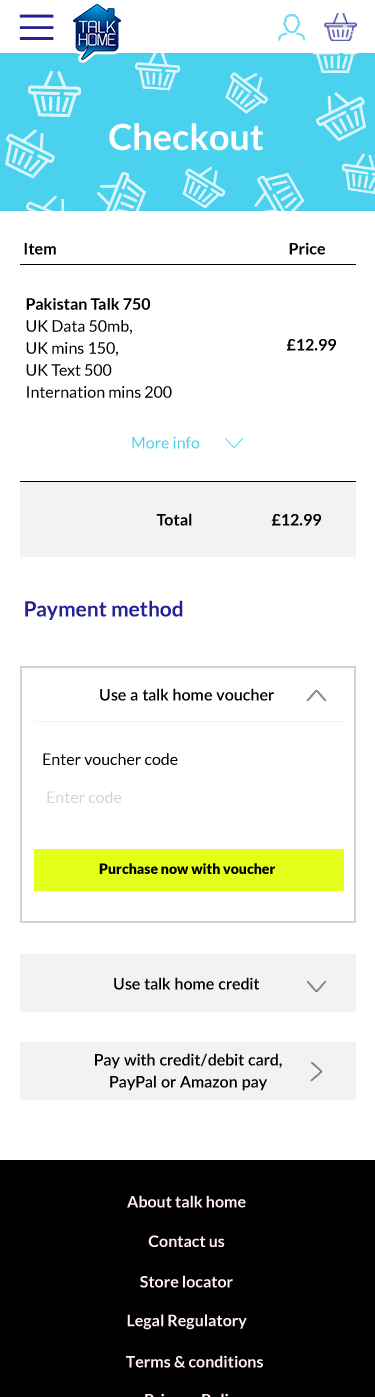 TALK
HOME
Checkout
Item Price
Pakistan Talk 750
UK Data 50mb,
UK mins 150,
UK Text 500
Internation mins 200
£12.99
More info
Total £12.99
Payment method
Use a talk home voucher
Enter voucher code
Enter code
Purchase now with voucher
Use talk home credit
Pay with credit/debit card,
PayPal or Amazon pay
About talk home
Contact us
Store locator
Legal Regulatory
Terms & conditions